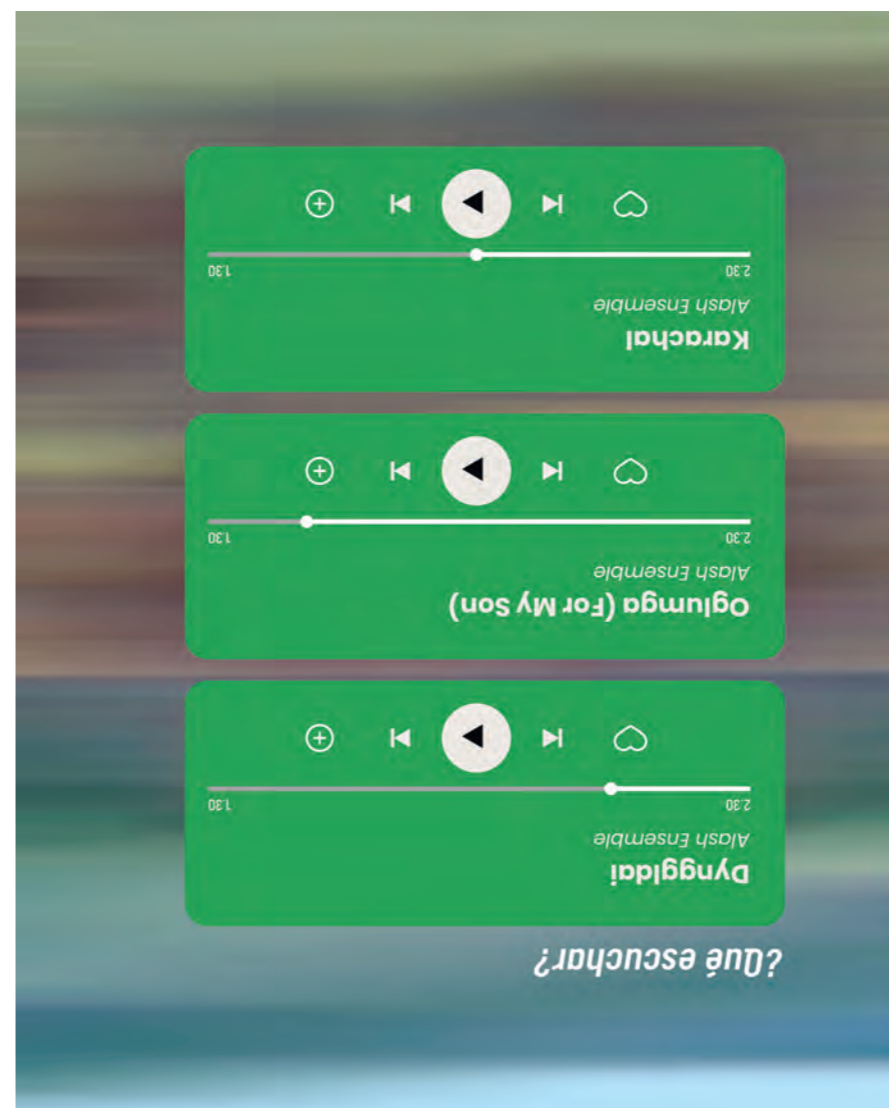 ¿Qué escuchar?
Dynggldai
Alash Ensemble
2.30 1.30
Oglumga (For My Son)
Alash Ensemble
2.30 1.30
Karachal
Alash Ensemble
2.30 1.30